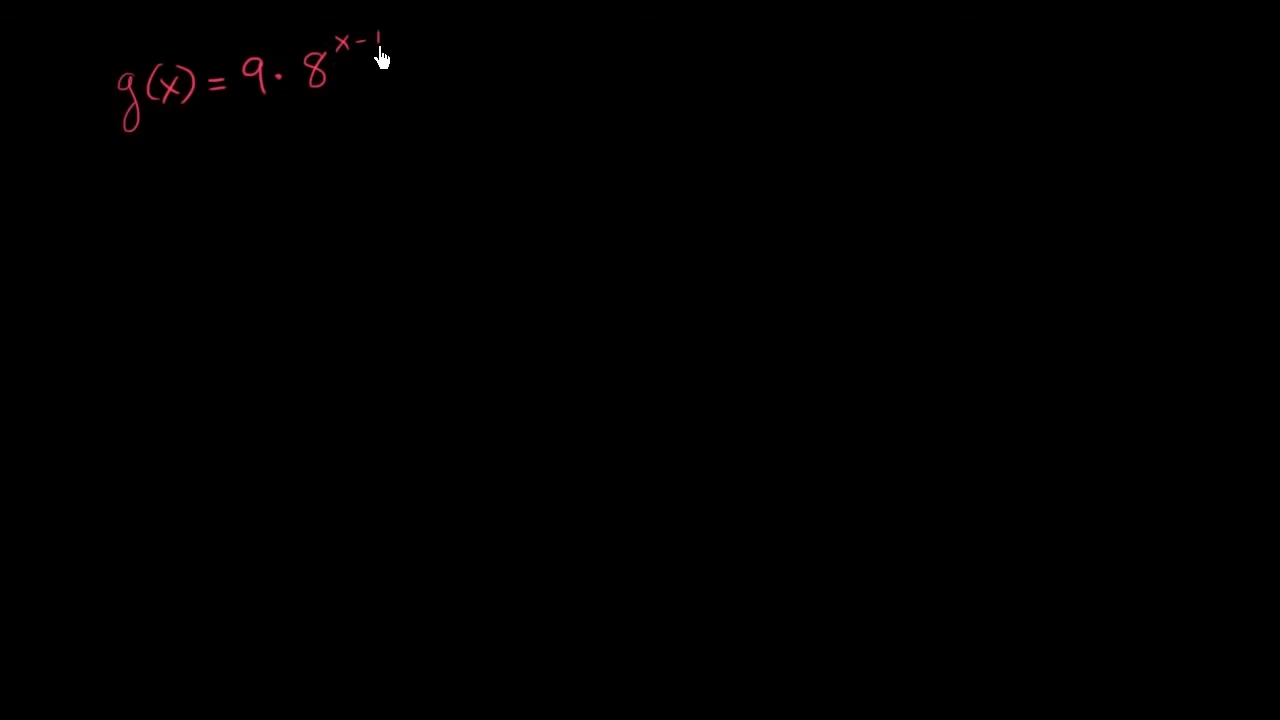 g(x) = 9 · 8^{x-1}